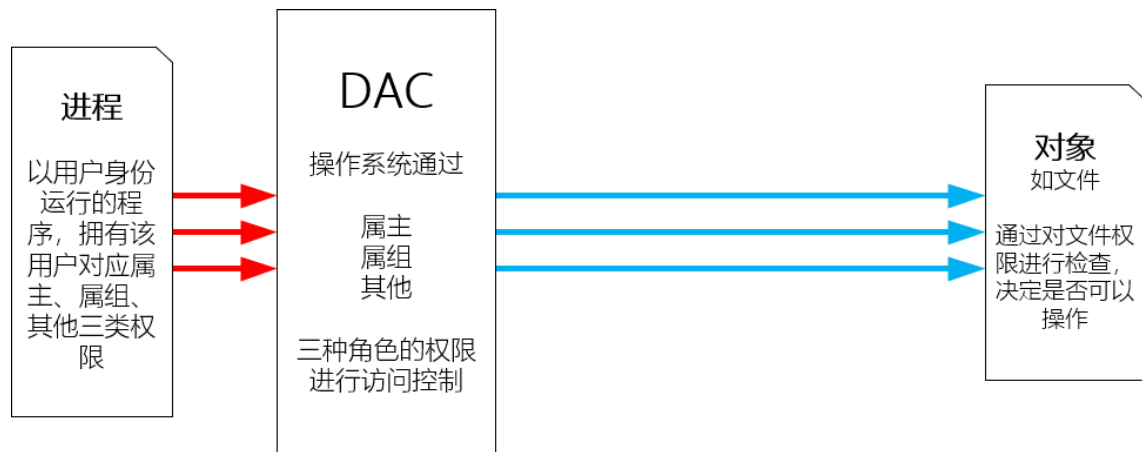 进程
以用户身份
运行的程
序，拥有该
用户对应属
主、属组、
其他三类权
限
DAC
操作系统通过
属主
属组
其他
三种角色的权限
进行访问控制
对象
如文件
通过对文件权
限进行检查，
决定是否可以
操作